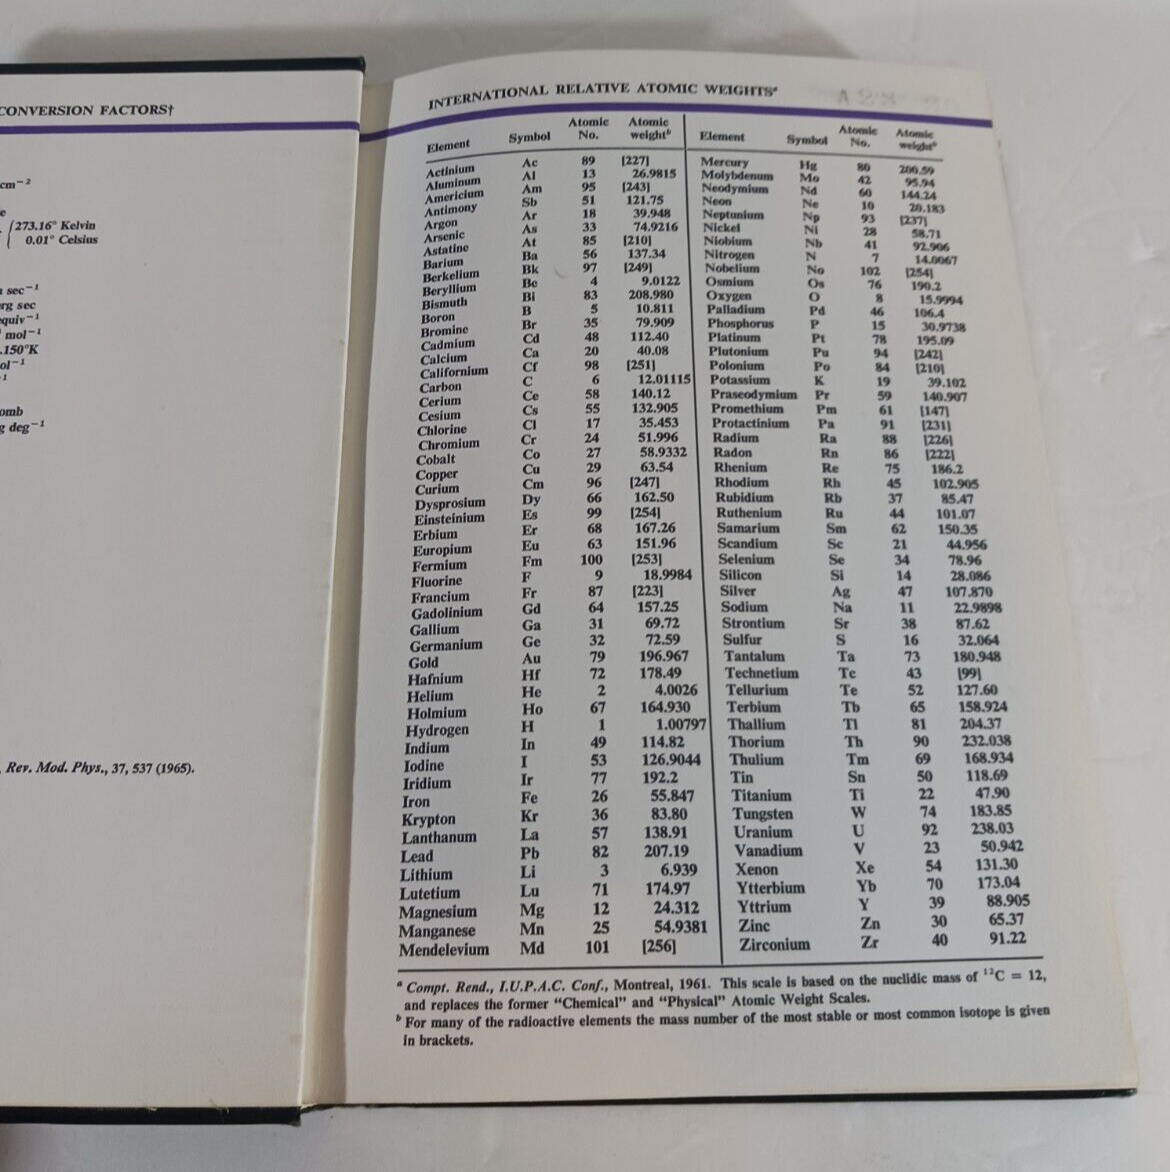 CONVERSION FACTORS†
cm⁻²
273.16° Kelvin
0.01° Celsius
sec⁻¹
erg sec
equiv⁻¹
mol⁻¹
.150°K
mol⁻¹
deg⁻¹
Rev. Mod. Phys., 37, 537 (1965).
INTERNATIONAL RELATIVE ATOMIC WEIGHTSᵃ
Element Symbol Atomic No. Atomic weightᵇ Element Symbol Atomic No. Atomic weightᵇ
Actinium Ac 89 [227] Mercury Hg 80 200.59
Aluminum Al 13 26.9815 Molybdenum Mo 42 95.94
Americium Am 95 [243] Neodymium Nd 60 144.24
Antimony Sb 51 121.75 Neon Ne 10 20.183
Argon Ar 18 39.948 Neptunium Np 93 [237]
Arsenic As 33 74.9216 Nickel Ni 28 58.71
Astatine At 85 [210] Niobium Nb 41 92.906
Barium Ba 56 137.34 Nitrogen N 7 14.0067
Berkelium Bk 97 [249] Nobelium No 102 [254]
Beryllium Be 4 9.0122 Osmium Os 76 190.2
Bismuth Bi 83 208.980 Oxygen O 8 15.9994
Boron B 5 10.811 Palladium Pd 46 106.4
Bromine Br 35 79.909 Phosphorus P 15 30.9738
Cadmium Cd 48 112.40 Platinum Pt 78 195.09
Calcium Ca 20 40.08 Plutonium Pu 94 [242]
Californium Cf 98 [251] Polonium Po 84 [210]
Carbon C 6 12.01115 Potassium K 19 39.102
Cerium Ce 58 140.12 Praseodymium Pr 59 140.907
Cesium Cs 55 132.905 Promethium Pm 61 [147]
Chlorine Cl 17 35.453 Protactinium Pa 91 [231]
Chromium Cr 24 51.996 Radium Ra 88 [226]
Cobalt Co 27 58.9332 Radon Rn 86 [222]
Copper Cu 29 63.54 Rhenium Re 75 186.2
Curium Cm 96 [247] Rhodium Rh 45 102.905
Dysprosium Dy 66 162.50 Rubidium Rb 37 85.47
Einsteinium Es 99 [254] Ruthenium Ru 44 101.07
Erbium Er 68 167.26 Samarium Sm 62 150.35
Europium Eu 63 151.96 Scandium Sc 21 44.956
Fermium Fm 100 [253] Selenium Se 34 78.96
Fluorine F 9 18.9984 Silicon Si 14 28.086
Francium Fr 87 [223] Silver Ag 47 107.870
Gadolinium Gd 64 157.25 Sodium Na 11 22.9898
Gallium Ga 31 69.72 Strontium Sr 38 87.62
Germanium Ge 32 72.59 Sulfur S 16 32.064
Gold Au 79 196.967 Tantalum Ta 73 180.948
Hafnium Hf 72 178.49 Technetium Tc 43 [99]
Helium He 2 4.0026 Tellurium Te 52 127.60
Holmium Ho 67 164.930 Terbium Tb 65 158.924
Hydrogen H 1 1.00797 Thallium Tl 81 204.37
Indium In 49 114.82 Thorium Th 90 232.038
Iodine I 53 126.9044 Thulium Tm 69 168.934
Iridium Ir 77 192.2 Tin Sn 50 118.69
Iron Fe 26 55.847 Titanium Ti 22 47.90
Krypton Kr 36 83.80 Tungsten W 74 183.85
Lanthanum La 57 138.91 Uranium U 92 238.03
Lead Pb 82 207.19 Vanadium V 23 50.942
Lithium Li 3 6.939 Xenon Xe 54 131.30
Lutetium Lu 71 174.97 Ytterbium Yb 70 173.04
Magnesium Mg 12 24.312 Yttrium Y 39 88.905
Manganese Mn 25 54.9381 Zinc Zn 30 65.37
Mendelevium Md 101 [256] Zirconium Zr 40 91.22
ᵃ Compt. Rend., I.U.P.A.C. Conf., Montreal, 1961. This scale is based on the nuclidic mass of ¹²C = 12,
and replaces the former “Chemical” and “Physical” Atomic Weight Scales.
ᵇ For many of the radioactive elements the mass number of the most stable or most common isotope is given
in brackets.